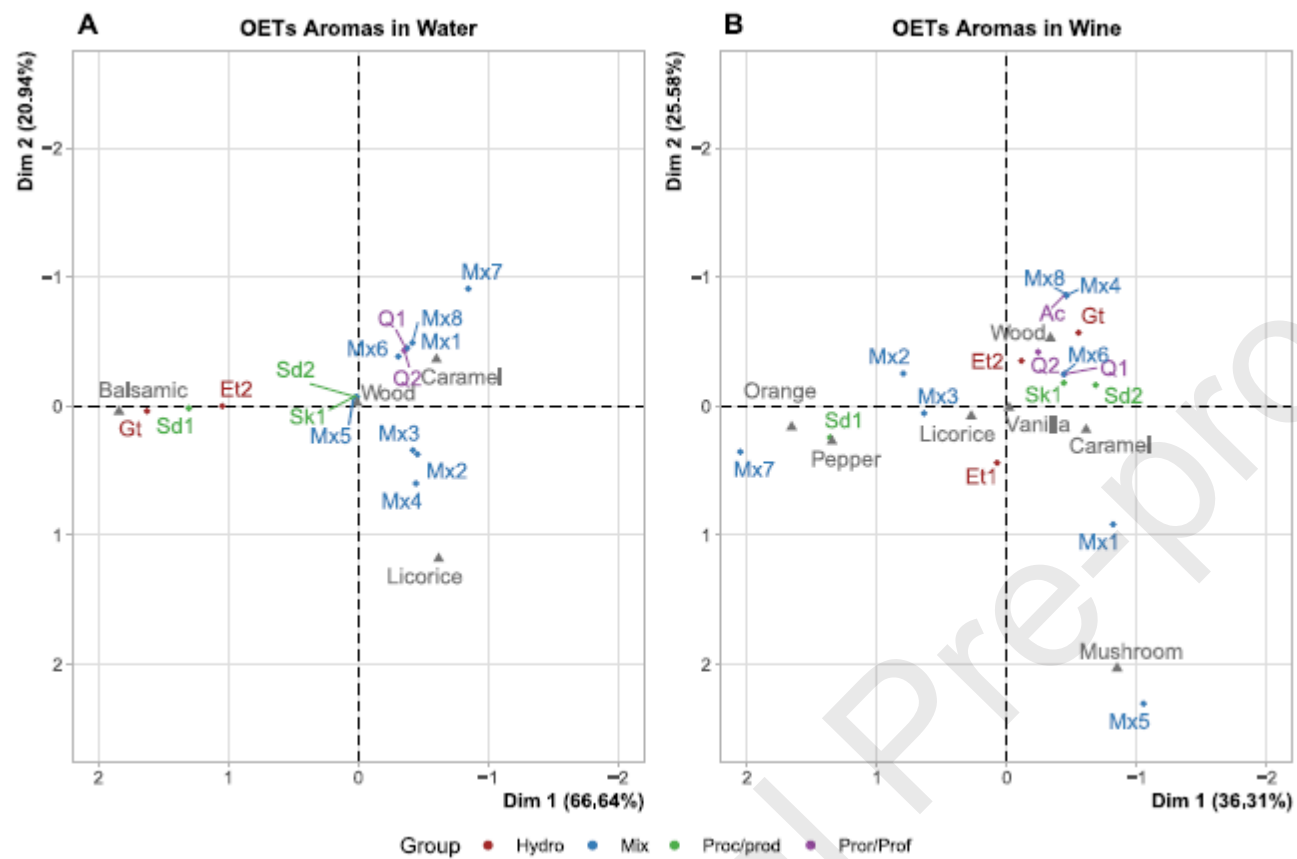 A
OETs Aromas in Water
Dim 2 (20.94%)
−2
−1
0
1
2
Mx7
Q1
Mx8
Mx6
Mx1
Sd2
Q2
Caramel
Balsamic
Et2
Wood
Gt
Sd1
Sk1
Mx5
Mx3
Mx2
Mx4
Licorice
2
1
0
−1
−2
Dim 1 (66,64%)
B
OETs Aromas in Wine
Dim 2 (25.58%)
−2
−1
0
1
2
Mx8
Mx4
Ac
Gt
Wood
Mx2
Et2
Mx6
Q2
Q1
Orange
Mx3
Sk1
Sd2
Sd1
Licorice
Vanilla
Caramel
Pepper
Mx7
Et1
Mx1
Mushroom
Mx5
2
1
0
−1
−2
Dim 1 (36,31%)
Group
Hydro
Mix
Proc/prod
Pror/Prof
l Pre-pro